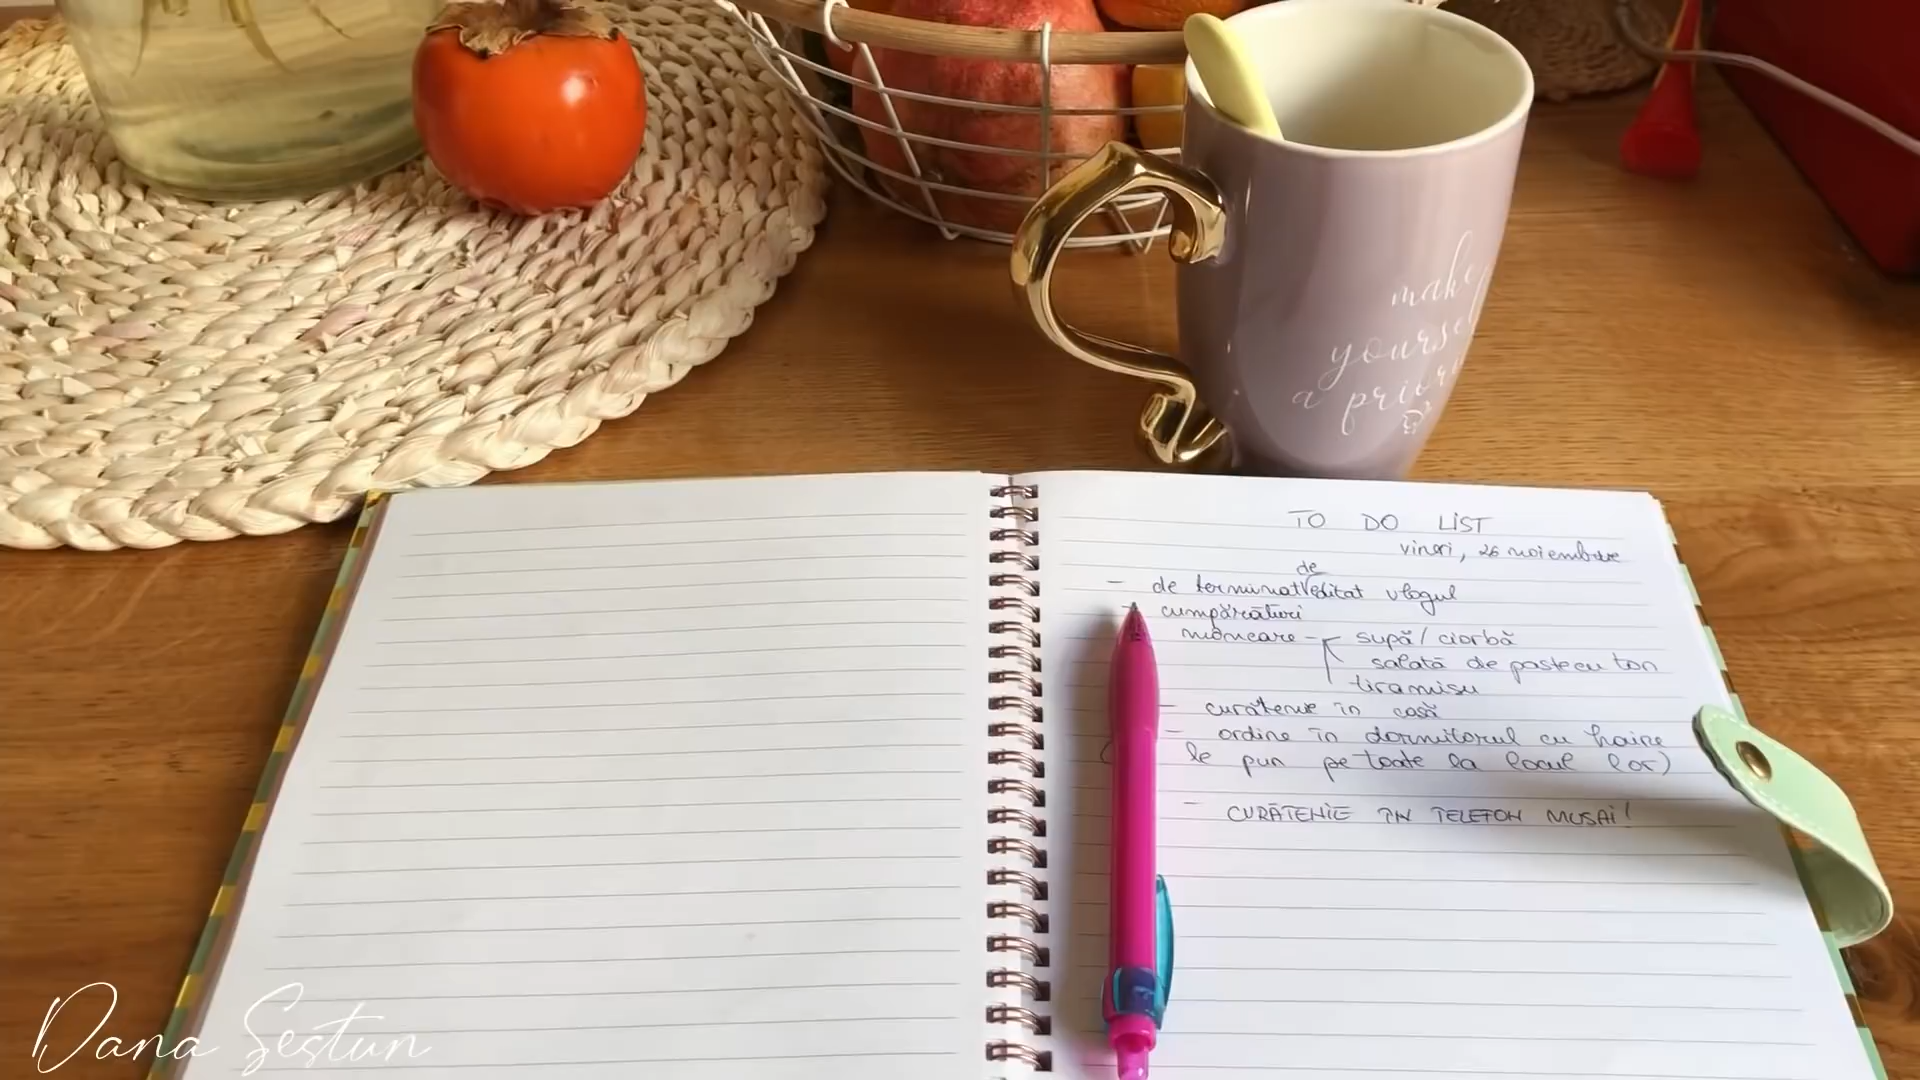 make
yourself
a priori
TO DO LIST
vineri, 26 noiembrie
de
- de terminat editat vlogul
- cumpărături
mâncare - supă/ciorbă
salată de paste cu ton
tiramisu
- curățenie în casă
- ordine în dormitorul cu haine
( le pun pe toate la locul lor)
- CURĂȚENIE ÎN TELEFON MUSAI!
Dana Sestun